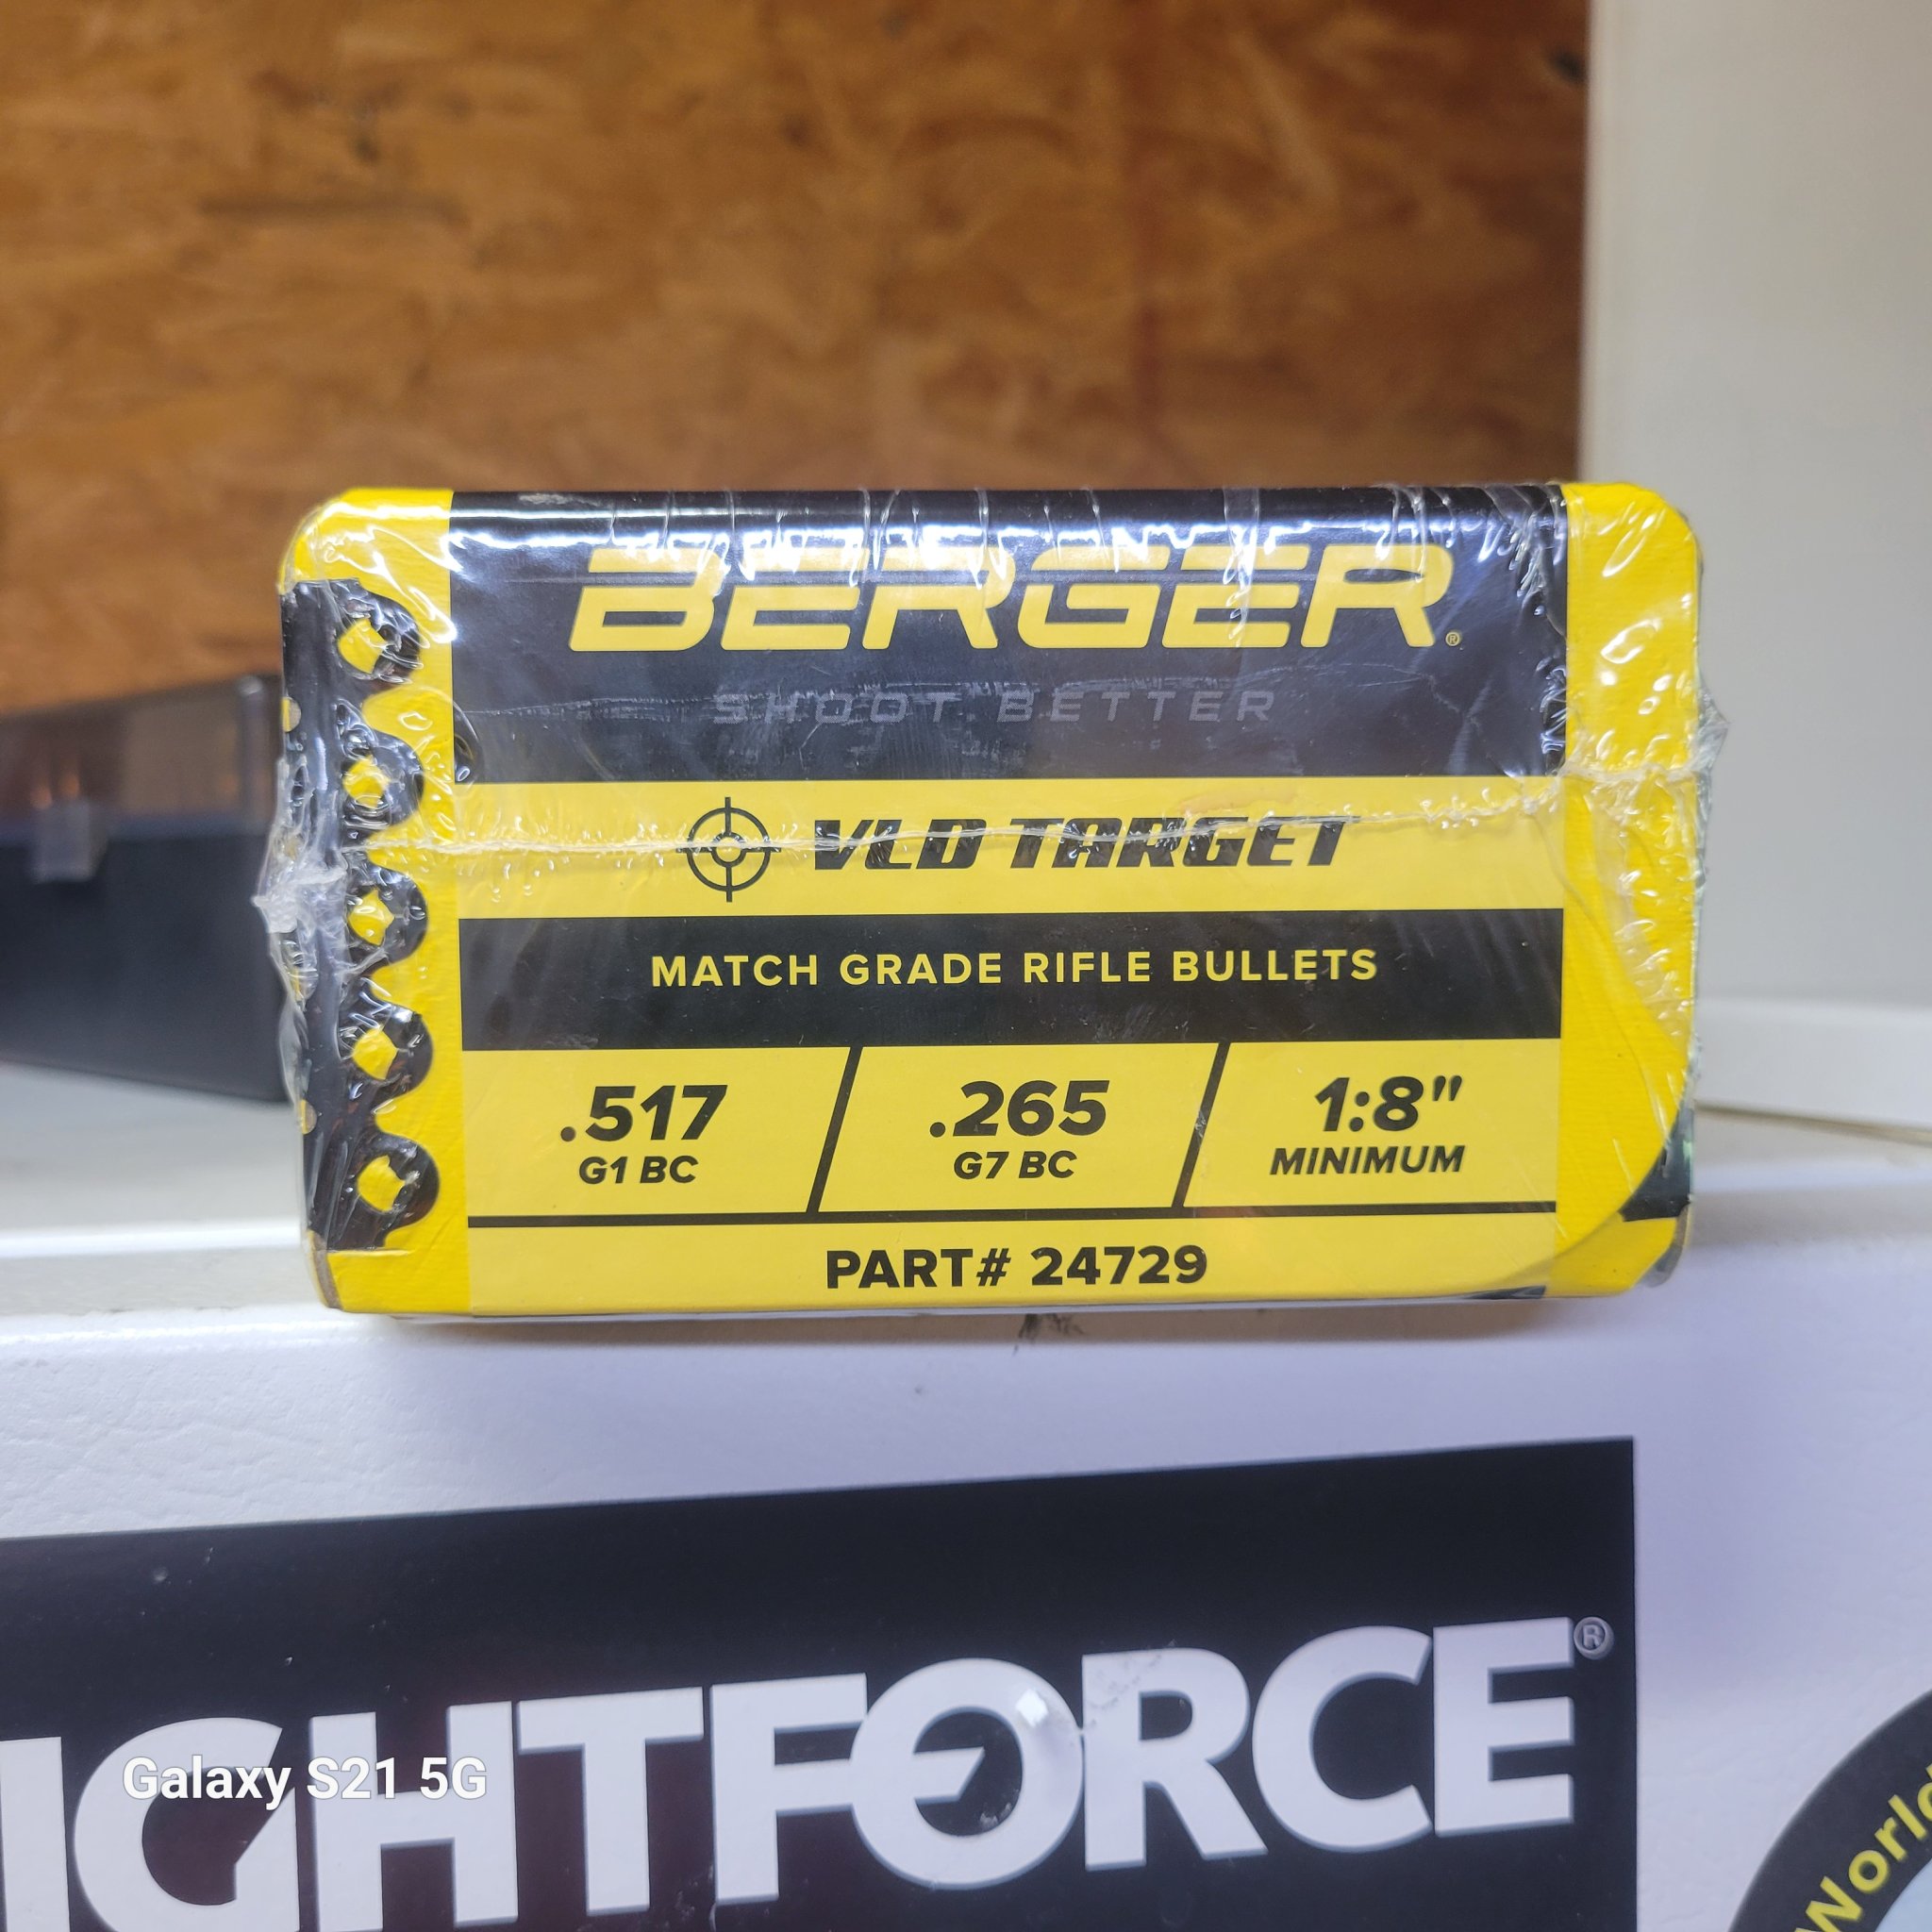 BERGER®
SHOOT BETTER
VLD TARGET
MATCH GRADE RIFLE BULLETS
.517 .265 1:8"
G1 BC G7 BC MINIMUM
PART# 24729
IGHTFORCE®
Galaxy S21 5G
World